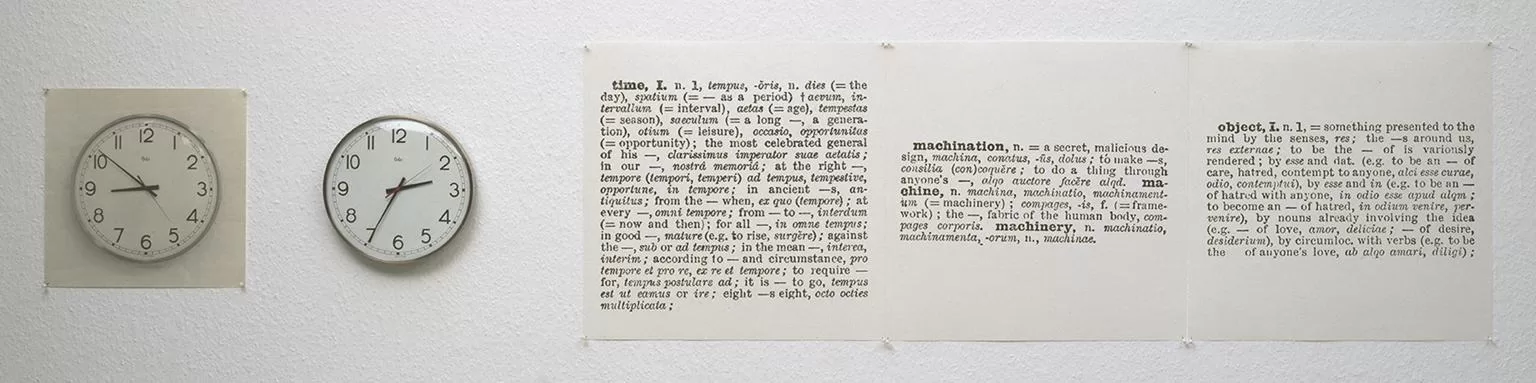 12
1
2
3
4
5
6
7
8
9
10
11
12
1
2
3
4
5
6
7
8
9
10
11
time, I. n. 1, tempus, -ŏris, n. dies (= the
day), spatium (= — as a period) † aevum, in-
tervallum (= interval), aetas (= age), tempestas
(= season), saeculum (= a long —, a genera-
tion), otium (= leisure), occasio, opportunitas
(= opportunity); the most celebrated general
of his —, clarissimus imperator suae aetatis;
in our —, nostrā memoriā; at the right —,
tempore (tempori, temperi) ad tempus, tempestive,
opportune, in tempore; in ancient —s, an-
tiquitus; from the — when, ex quo (tempore); at
every —, omni tempore; from — to —, interdum
(= now and then); for all —, in omne tempus;
in good —, mature (e.g. to rise, surgĕre); against
the —, sub or ad tempus; in the mean —, interea,
interim; according to — and circumstance, pro
tempore et pro re, ex re et tempore; to require —
for, tempus postulare ad; it is — to go, tempus
est ut eamus or ire; eight —s eight, octo octies
multiplicata;
machination, n. = a secret, malicious de-
sign, machina, conatus, -ūs, dolus; to make —s,
consilia (con)coquĕre; to do a thing through
anyone's —, alqo auctore facĕre alqd. ma-
chine, n. machina, machinatio, machinament-
um (= machinery); compages, -is, f. (= frame-
work); the —, fabric of the human body, com-
pages corporis. machinery, n. machinatio,
machinamenta, -orum, n., machinae.
object, I. n. 1, = something presented to the
mind by the senses, res; the —s around us,
res externae; to be the — of is variously
rendered; by esse and dat. (e.g. to be an — of
care, hatred, contempt to anyone, alci esse curae,
odio, contemptui), by esse and in (e.g. to be an —
of hatred with anyone, in odio esse apud alqm;
to become an — of hatred, in odium venire, per-
venire), by nouns already involving the idea
(e.g. — of love, amor, deliciae; — of desire,
desiderium), by circumloc. with verbs (e.g. to be
the of anyone's love, ab alqo amari, diligi);